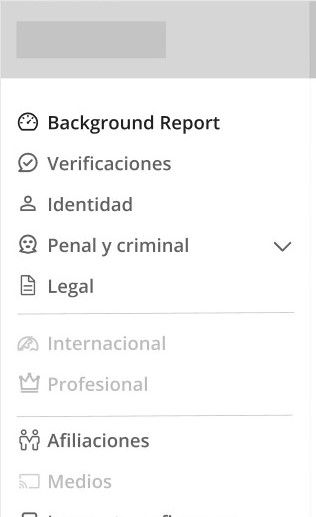 Background Report
Verificaciones
Identidad
Penal y criminal
Legal
Internacional
Profesional
Afiliaciones
Medios